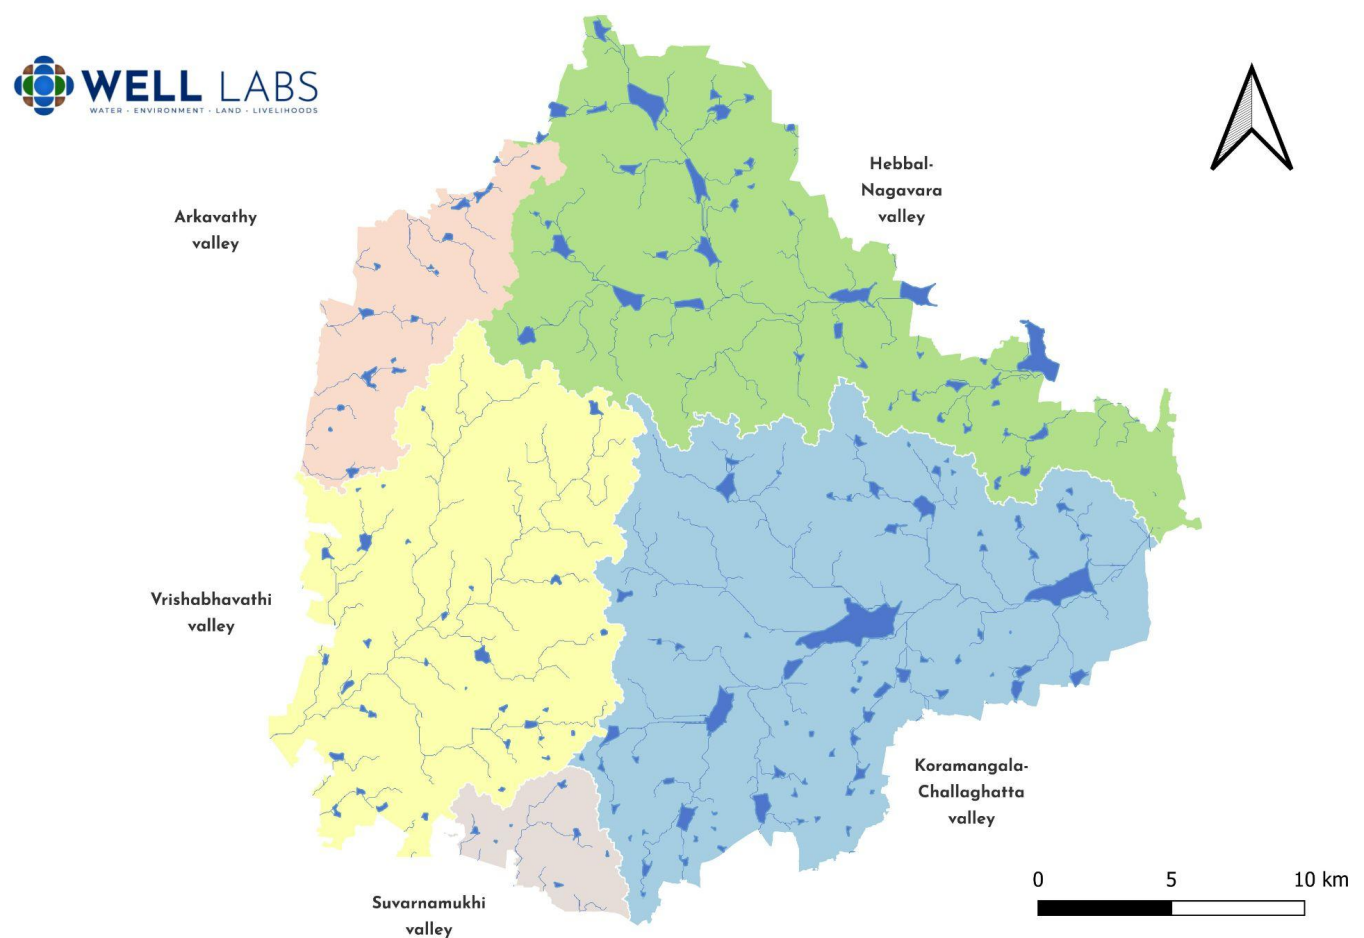 WELL LABS
WATER · ENVIRONMENT · LAND · LIVELIHOODS
Hebbal-
Nagavara
valley
Arkavathy
valley
Vrishabhavathi
valley
Koramangala-
Challaghatta
valley
Suvarnamukhi
valley
0 5 10 km